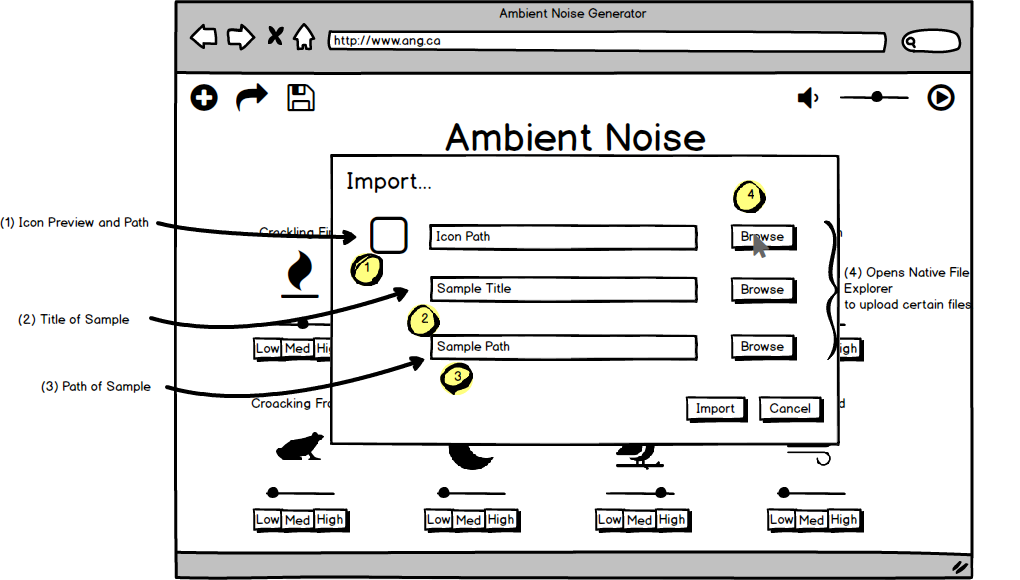 Ambient Noise Generator
http://www.ang.ca
Ambient Noise
Import...
4
(1) Icon Preview and Path
Crackling Fi
Icon Path
Browse
1
(4) Opens Native File
Explorer
to upload certain files
Sample Title
Browse
(2) Title of Sample
2
Low Med Hi
Sample Path
Browse
igh
(3) Path of Sample
3
Croacking Fro
Import
Cancel
d
Low Med High
Low Med High
Low Med High
Low Med High